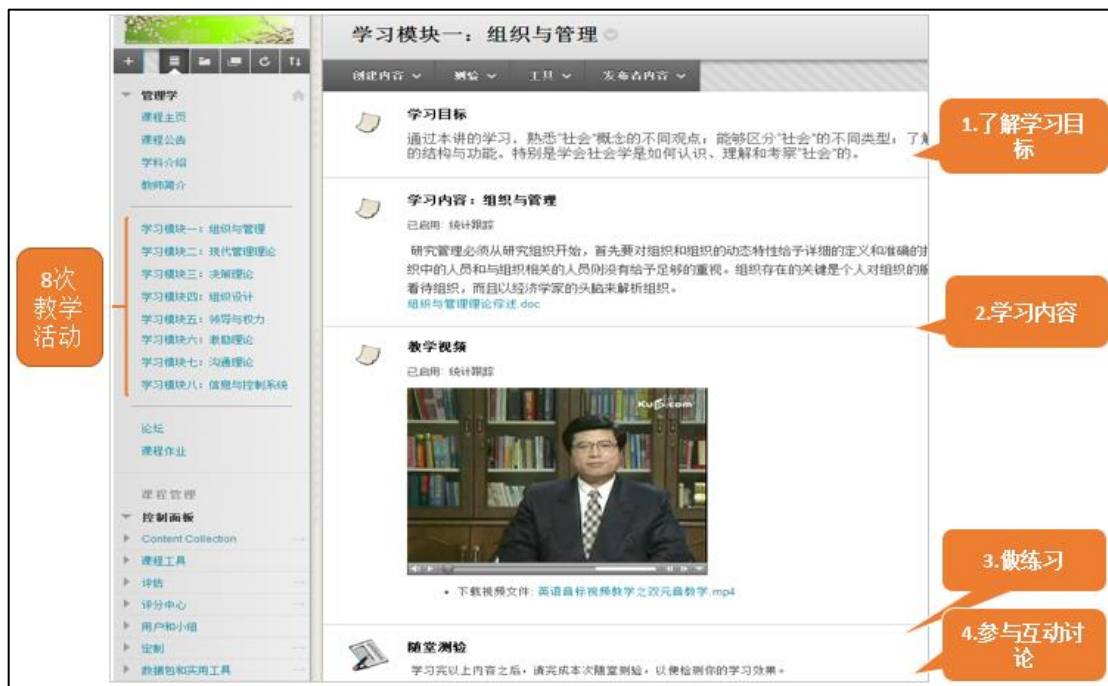 学习模块一：组织与管理
创建内容
测验
工具
发布者内容
管理学
课程主页
课程公告
学科介绍
教师简介
学习模块一：组织与管理
学习模块二：现代管理理论
学习模块三：决策理论
学习模块四：组织设计
学习模块五：领导与权力
学习模块六：激励理论
学习模块七：沟通理论
学习模块八：信息与控制系统
论坛
课程作业
课程管理
控制面板
Content Collection
课程工具
评估
评分中心
用户和小组
定制
数据包和实用工具
8次
教学
活动
学习目标
通过本讲的学习，熟悉"社会"概念的不同观点；能够区分"社会"的不同类型；了解
的结构与功能。特别是学会社会学是如何认识、理解和考察"社会"的。
学习内容：组织与管理
已启用：统计跟踪
研究管理必须从研究组织开始，首先要对组织和组织的动态特性给予详细的定义和准确的
织中的人员和与组织相关的人员则没有给予足够的重视。组织存在的关键是个人对组织的
看待组织，而且以经济学家的头脑来解析组织。
组织与管理理论综述.doc
教学视频
已启用：统计跟踪
Ku6.com
• 下载视频文件：英语音标视频教学之双元音教学.mp4
随堂测验
学习完以上内容之后，请完成本次随堂测验，以便检测你的学习效果。
1.了解学习目
标
2.学习内容
3.做练习
4.参与互动讨
论